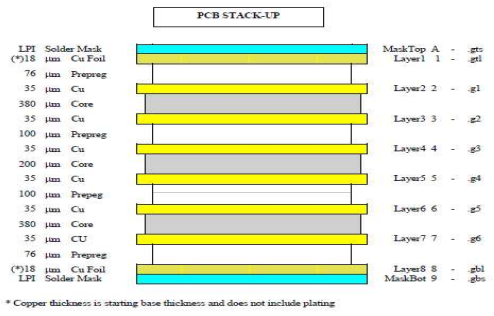 PCB STACK-UP
LPI Solder Mask MaskTop A - .gts
(*)18 µm Cu Foil Layer1 1 - .gtl
76 µm Prepreg
35 µm Cu Layer2 2 - .g1
380 µm Core
35 µm Cu Layer3 3 - .g2
100 µm Prepreg
35 µm Cu Layer4 4 - .g3
200 µm Core
35 µm Cu Layer5 5 - .g4
100 µm Prepeg
35 µm Cu Layer6 6 - .g5
380 µm Core
35 µm CU Layer7 7 - .g6
76 µm Prepreg
(*)18 µm Cu Foil Layer8 8 - .gbl
LPI Solder Mask MaskBot 9 - .gbs
* Copper thickness is starting base thickness and does not include plating